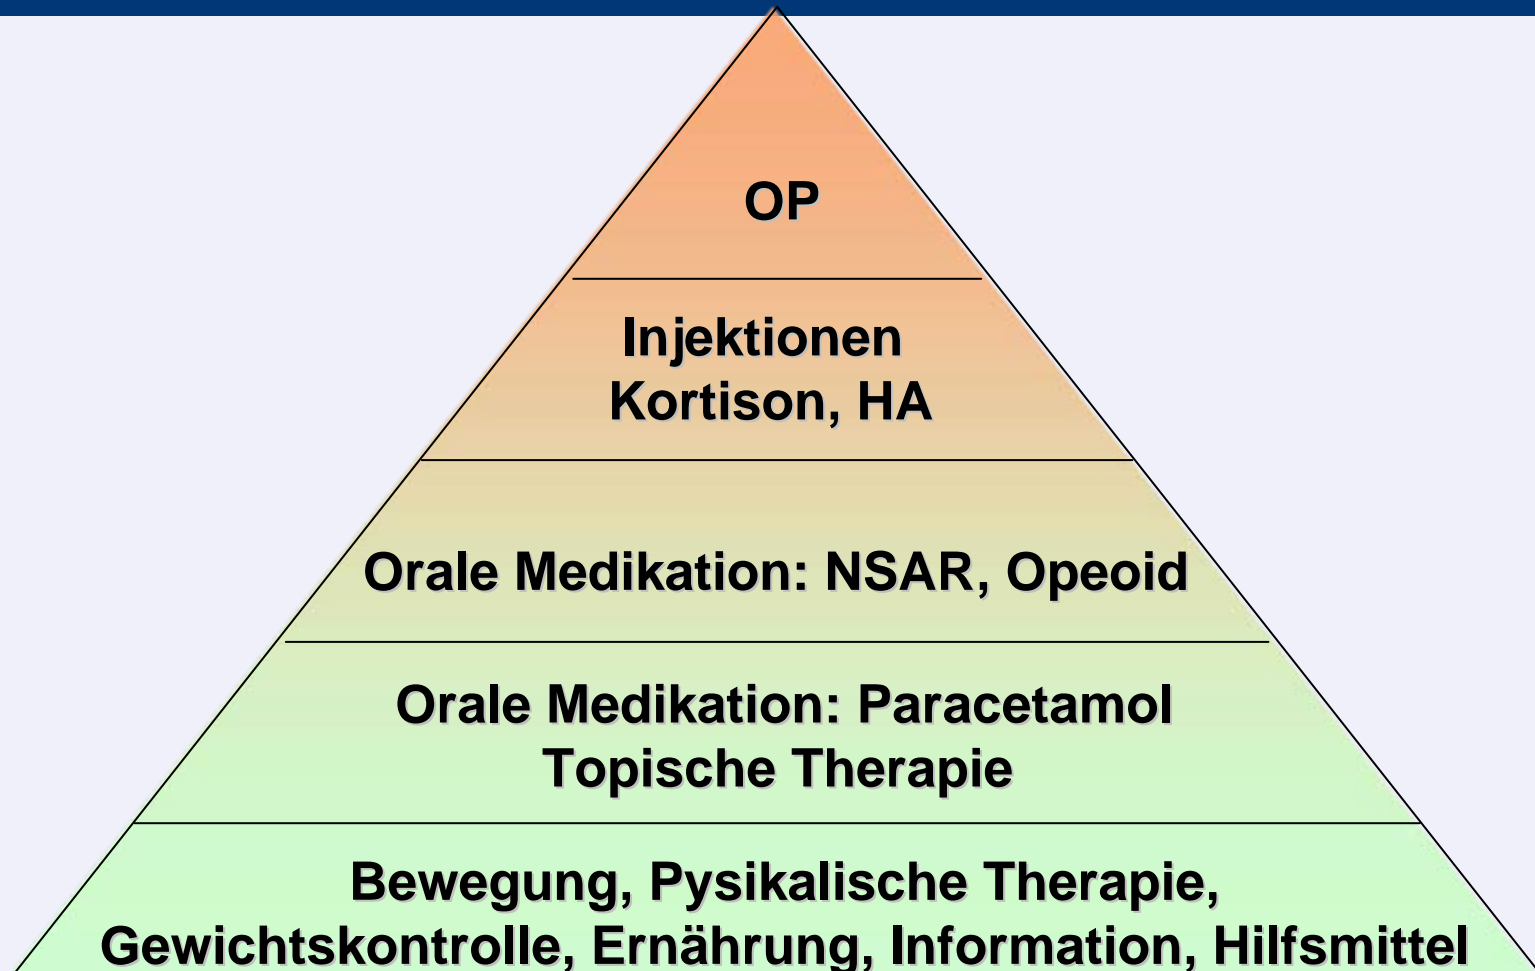 OP
Injektionen
Kortison, HA
Orale Medikation: NSAR, Opeoid
Orale Medikation: Paracetamol
Topische Therapie
Bewegung, Pysikalische Therapie,
Gewichtskontrolle, Ernährung, Information, Hilfsmittel